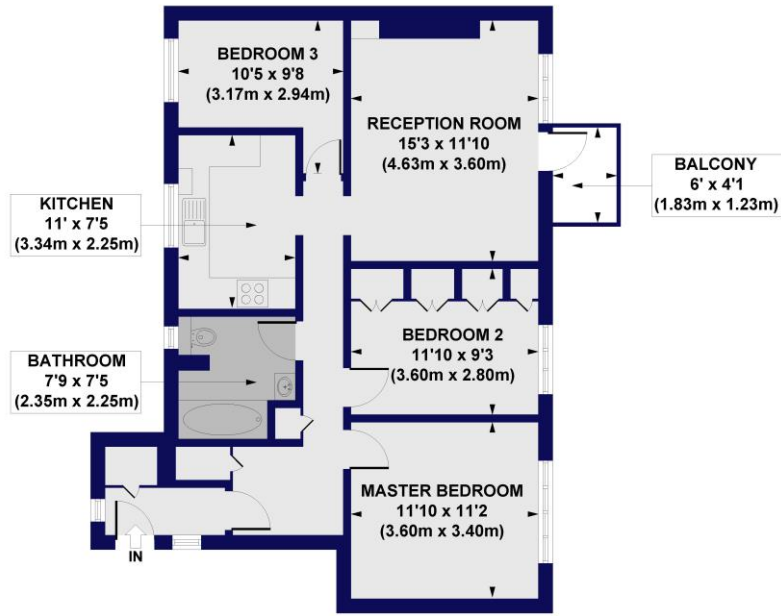 BEDROOM 3
10'5 x 9'8
(3.17m x 2.94m)
RECEPTION ROOM
15'3 x 11'10
(4.63m x 3.60m)
BALCONY
6' x 4'1
(1.83m x 1.23m)
KITCHEN
11' x 7'5
(3.34m x 2.25m)
BEDROOM 2
11'10 x 9'3
(3.60m x 2.80m)
BATHROOM
7'9 x 7'5
(2.35m x 2.25m)
MASTER BEDROOM
11'10 x 11'2
(3.60m x 3.40m)
IN